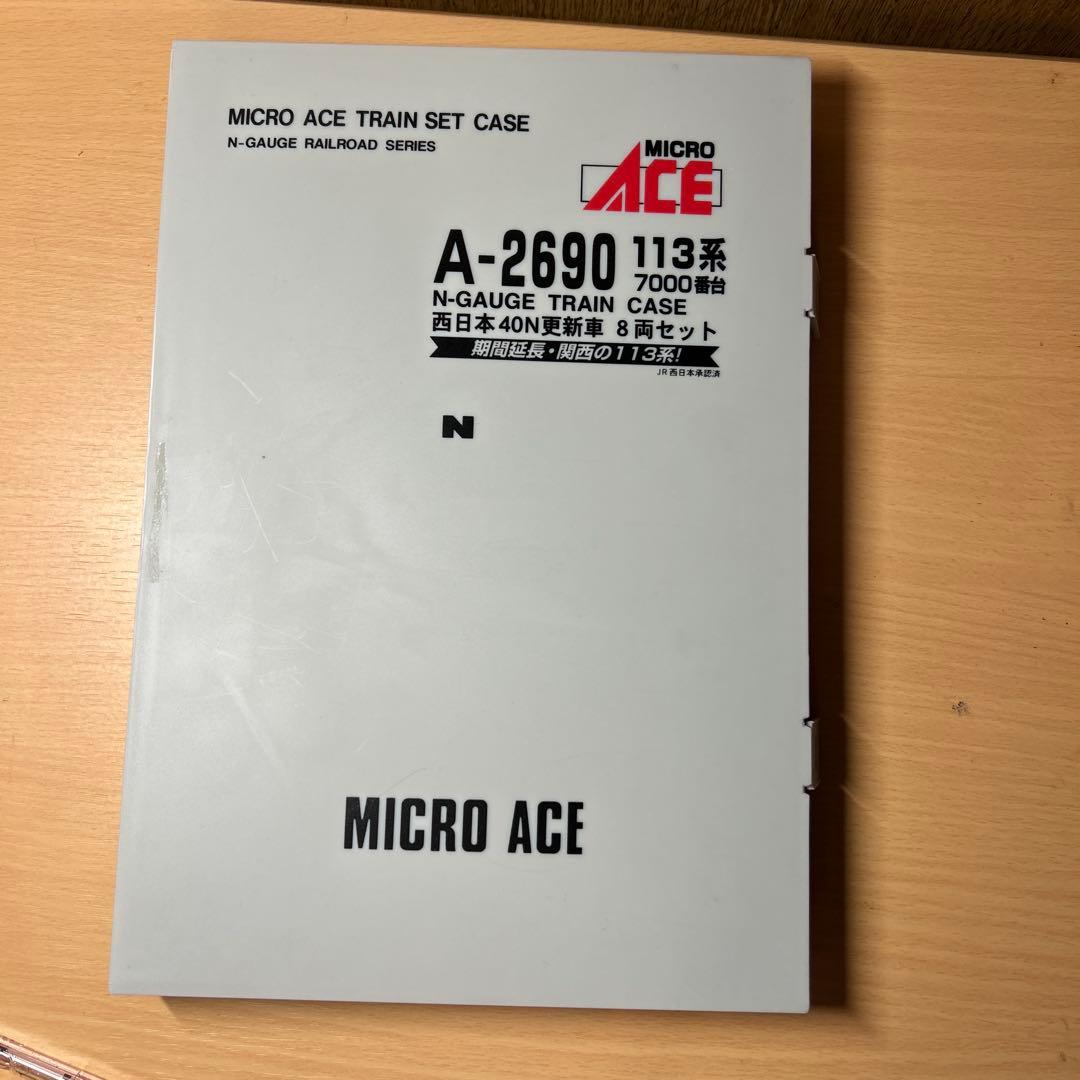 MICRO ACE TRAIN SET CASE
N-GAUGE RAILROAD SERIES
MICRO
ACE
A-2690 113系
7000番台
N-GAUGE TRAIN CASE
西日本40N更新車 8両セット
期間延長・関西の113系!
JR西日本承認済
N
MICRO ACE